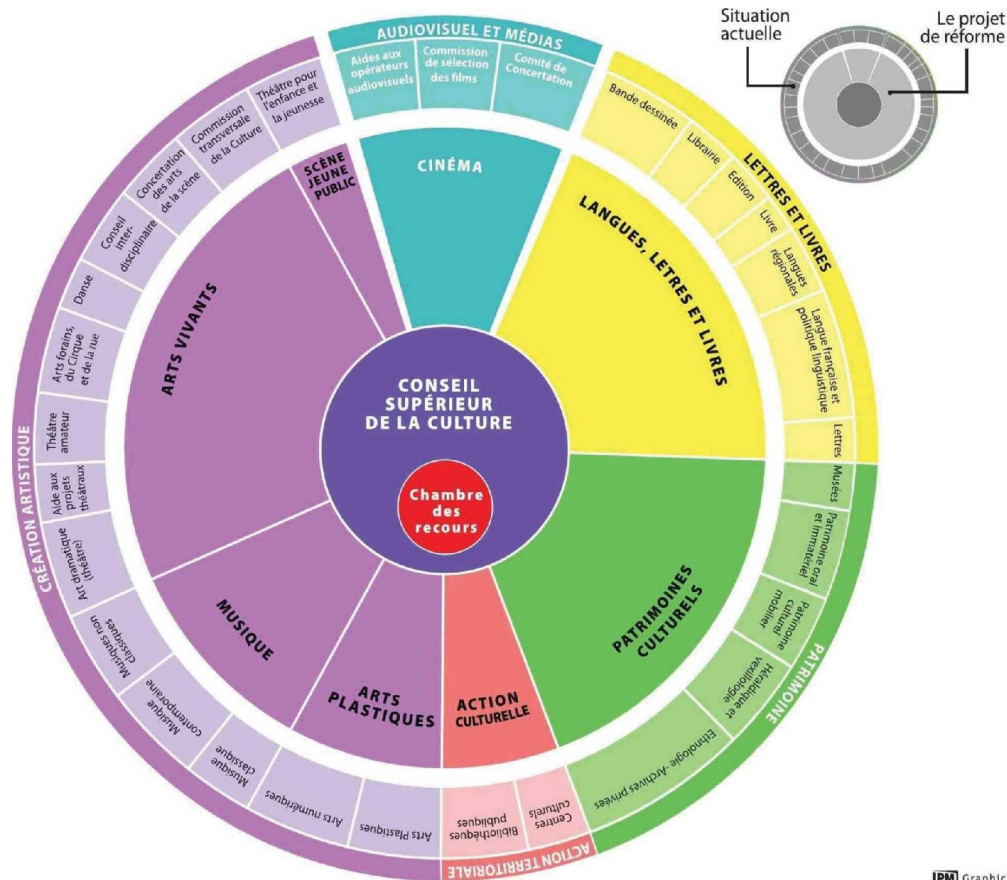 Situation
actuelle
Le projet
de réforme
AUDIOVISUEL ET MÉDIAS
Aides aux
opérateurs
audiovisuels
Commission
de sélection
des films
Comité de
Concertation
CINÉMA
LETTRES ET LIVRES
Bande dessinée
Librairie
Edition
Livre
Langues
régionales
Langue française et
politique linguistique
Lettres
LANGUES, LETRES ET LIVRES
PATRIMOINE
Musées
Patrimoine oral
et immatériel
Patrimoine
culturel
mobilier
Héraldique et
vexillologie
Ethnologie-Archives privées
PATRIMOINES
CULTURELS
ACTION TERRITORIALE
Centres
culturels
Bibliothèques
publiques
ACTION
CULTURELLE
CRÉATION ARTISTIQUE
Arts Plastiques
Arts numériques
Musique
classique
Musique
contemporaine
Musiques non
classiques
Art dramatique
(théâtre)
Aide aux
projets
théâtraux
Théâtre
amateur
Arts forains,
du Cirque
et de la rue
Danse
Conseil
inter-
disciplinaire
Concertation
des arts
de la scène
Commission
transversale
de la Culture
Théâtre pour
l'enfance et
la jeunesse
ARTS
PLASTIQUES
MUSIQUE
ARTS VIVANTS
SCÈNE
JEUNE
PUBLIC
CONSEIL
SUPÉRIEUR
DE LA CULTURE
Chambre
des
recours
IPM Graphic